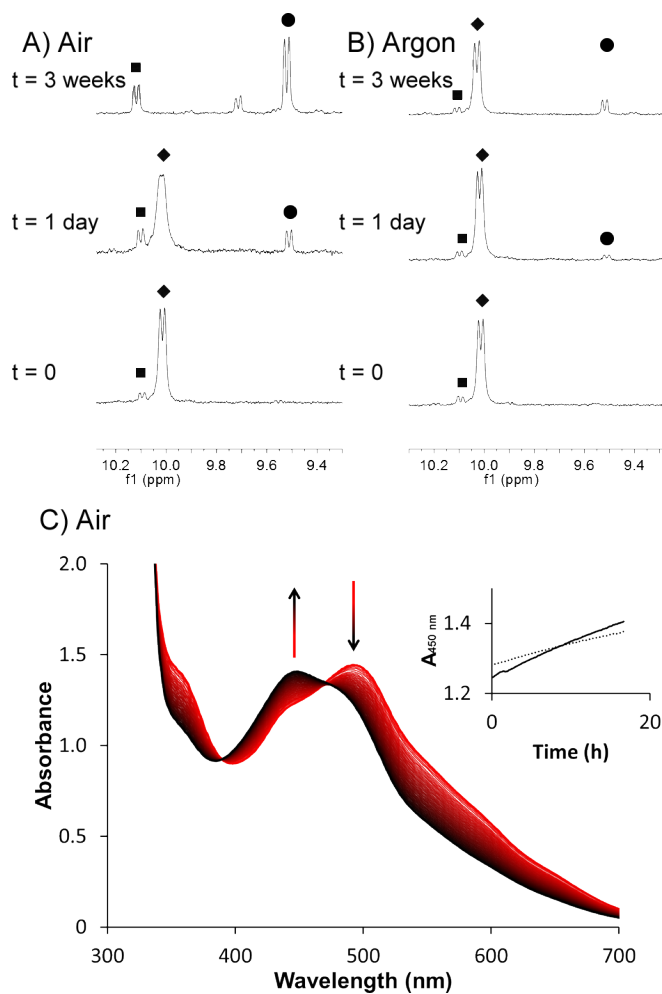 A) Air
B) Argon
t = 3 weeks
t = 3 weeks
t = 1 day
t = 1 day
t = 0
t = 0
10.2 10.0 9.8 9.6 9.4
f1 (ppm)
10.2 10.0 9.8 9.6 9.4
f1 (ppm)
C) Air
2.0
1.5
1.0
0.5
0
Absorbance
300 400 500 600 700
Wavelength (nm)
A450 nm
1.4
1.2
0 20
Time (h)